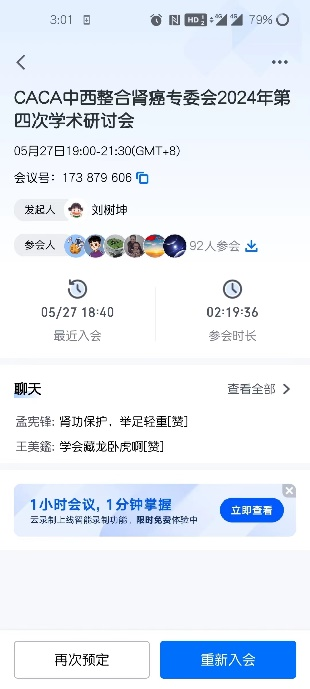 3:01 HD 1 2 4G 4G 79%
CACA中西整合肾癌专委会2024年第
四次学术研讨会
05月27日19:00-21:30(GMT+8)
会议号：173 879 606
发起人 刘树坤
参会人 92人参会
05/27 18:40 02:19:36
最近入会 参会时长
聊天 查看全部
孟宪锋: 肾功保护，举足轻重[赞]
王美鑑: 学会藏龙卧虎啊[赞]
1小时会议，1分钟掌握
云录制上线智能录制功能，限时免费体验中
立即查看
再次预定 重新入会